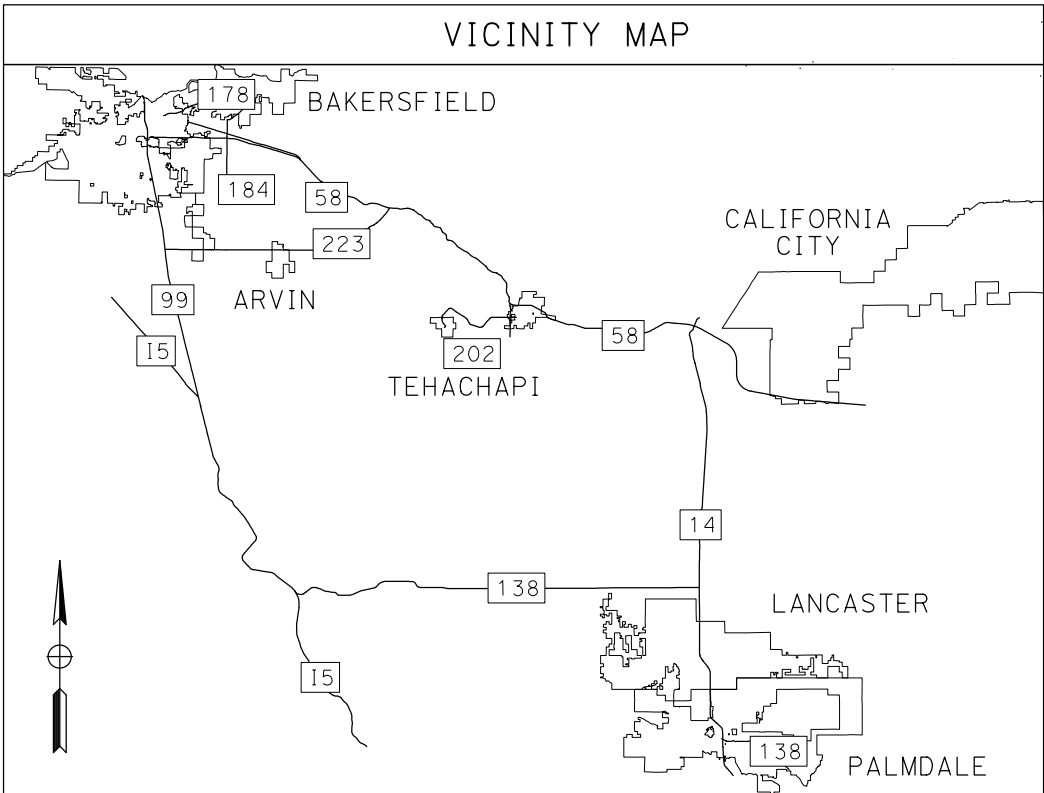 VICINITY MAP
178
BAKERSFIELD
184
58
CALIFORNIA
CITY
223
99
ARVIN
I5
58
202
TEHACHAPI
14
138
LANCASTER
I5
138
PALMDALE